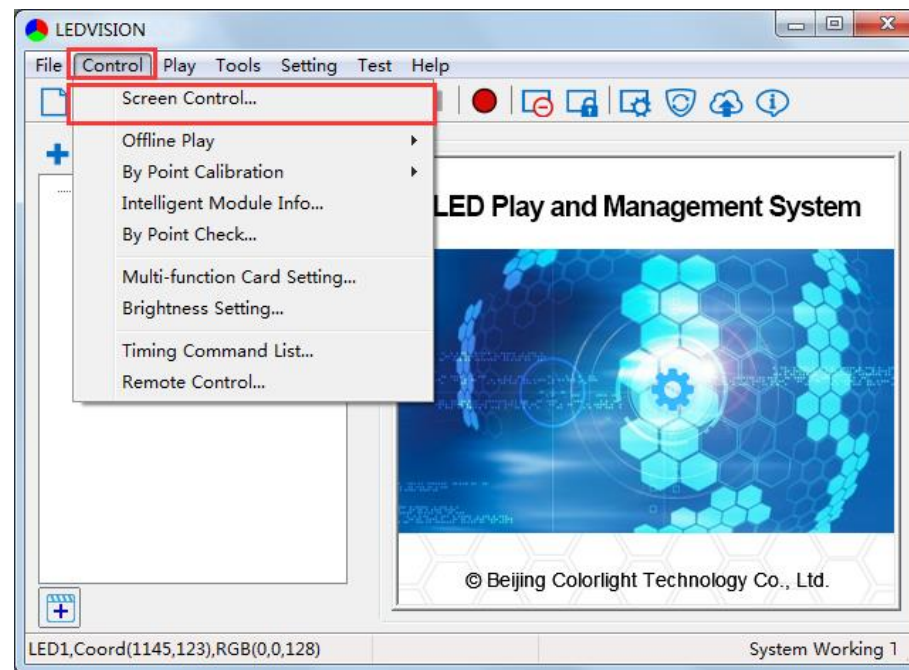 LEDVISION
File Control Play Tools Setting Test Help
Screen Control...
Offline Play
By Point Calibration
Intelligent Module Info...
By Point Check...
Multi-function Card Setting...
Brightness Setting...
Timing Command List...
Remote Control...
LED Play and Management System
© Beijing Colorlight Technology Co., Ltd.
LED1,Coord(1145,123),RGB(0,0,128)
System Working 1